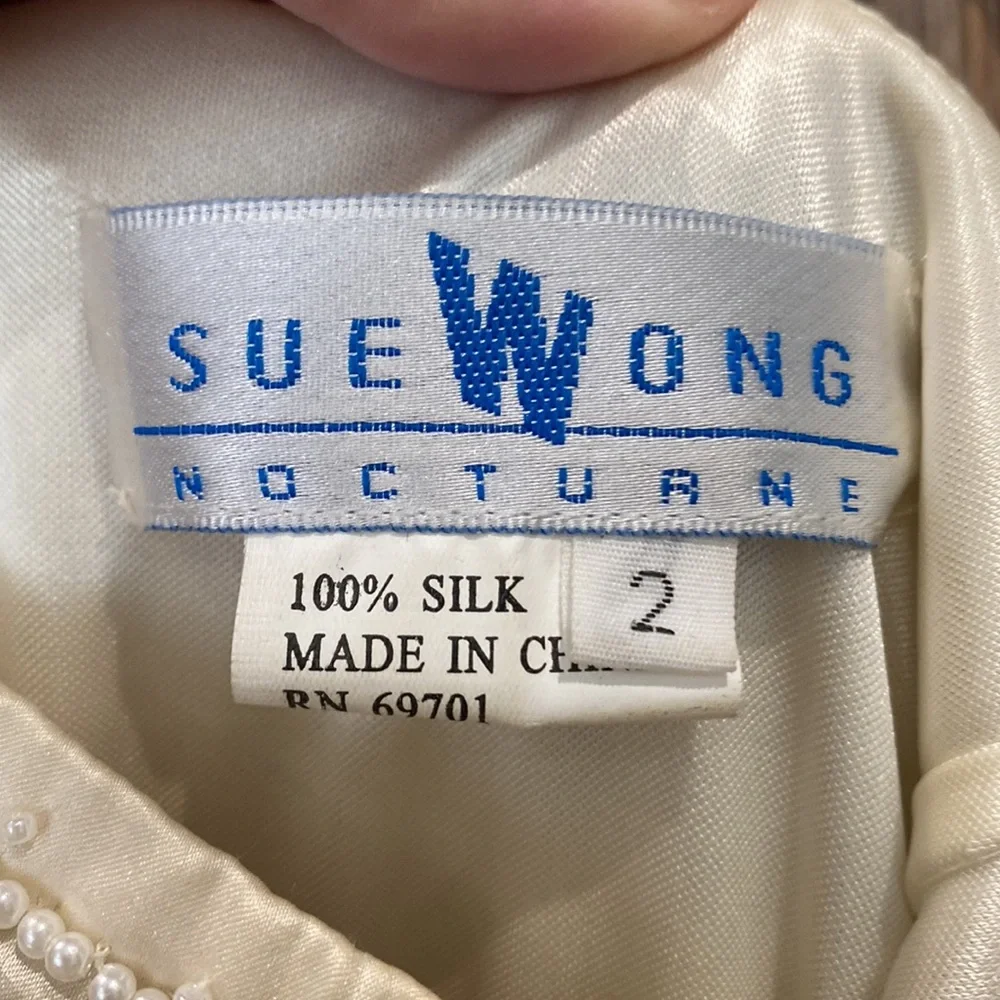 SUE WONG
NOCTURNE
100% SILK
2
MADE IN
RN 69701